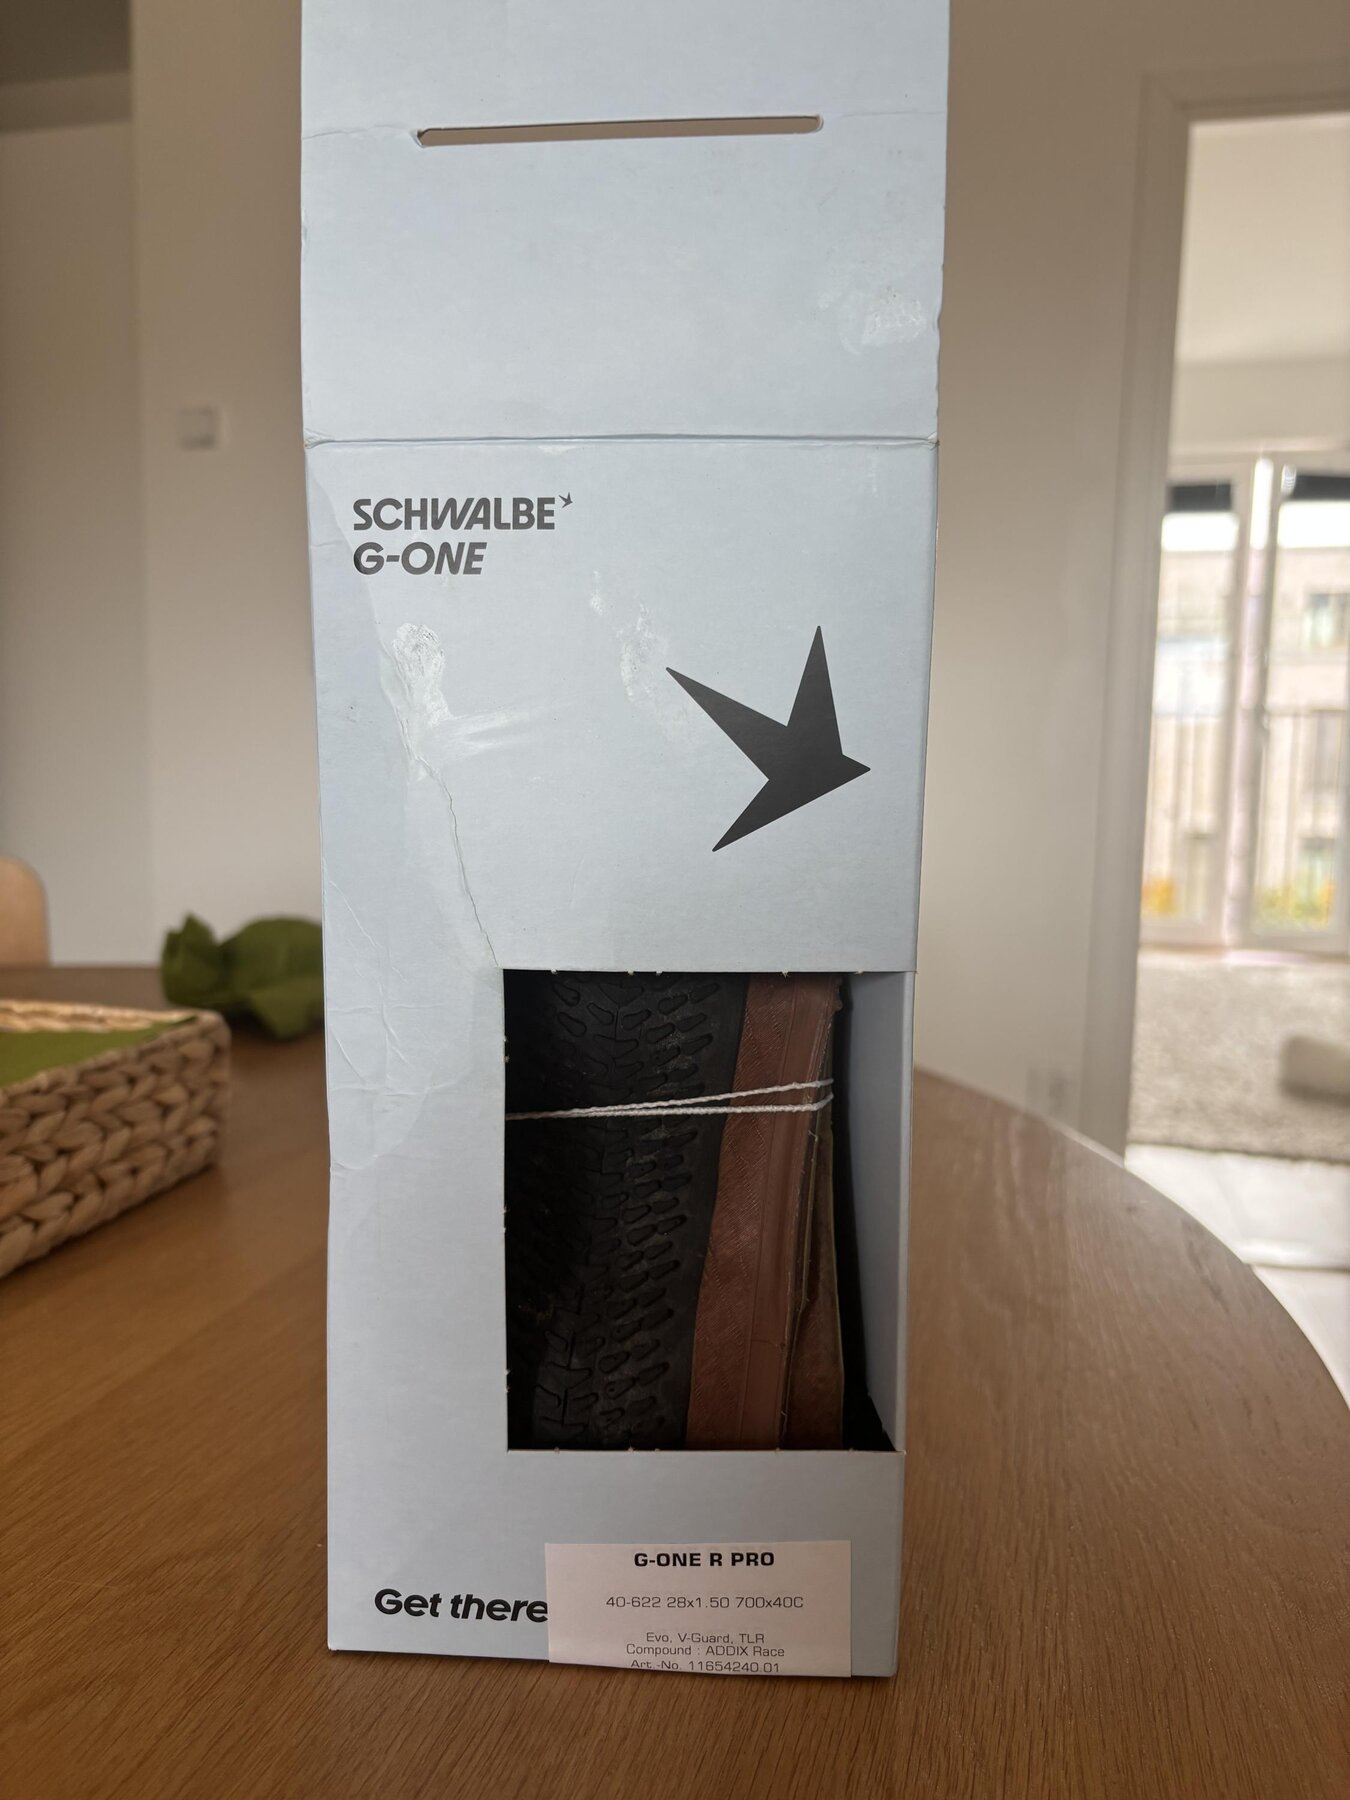 SCHWALBE
G-ONE
Get there
G-ONE R PRO
40-622 28x1.50 700x40C
Evo, V-Guard, TLR
Compound : ADDIX Race
Art.-No. 11654240.01